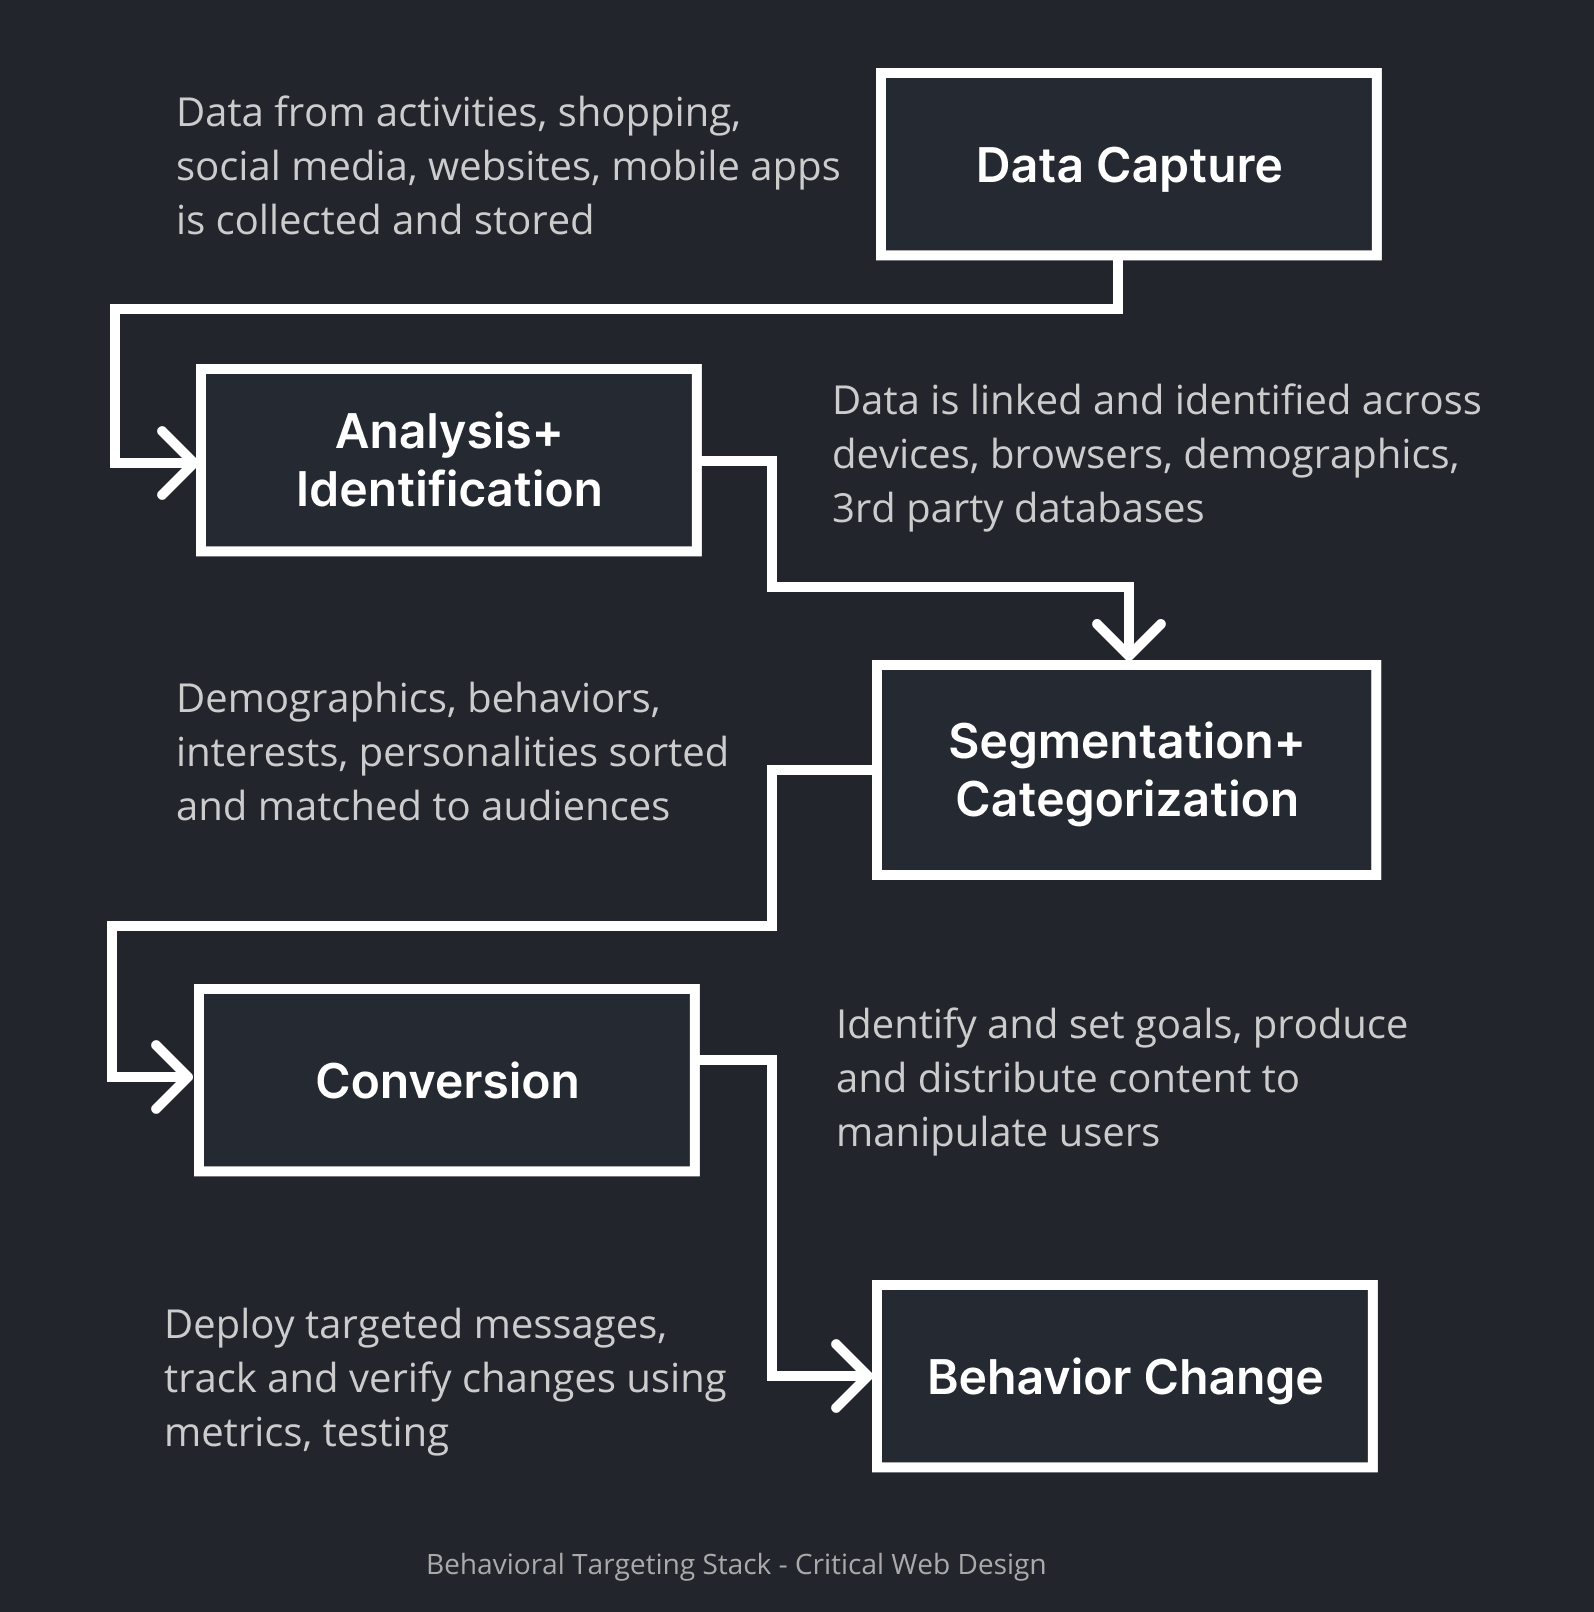 Data from activities, shopping,
social media, websites, mobile apps
is collected and stored
Data Capture
Analysis+
Identification
Data is linked and identified across
devices, browsers, demographics,
3rd party databases
Demographics, behaviors,
interests, personalities sorted
and matched to audiences
Segmentation+
Categorization
Conversion
Identify and set goals, produce
and distribute content to
manipulate users
Deploy targeted messages,
track and verify changes using
metrics, testing
Behavior Change
Behavioral Targeting Stack - Critical Web Design